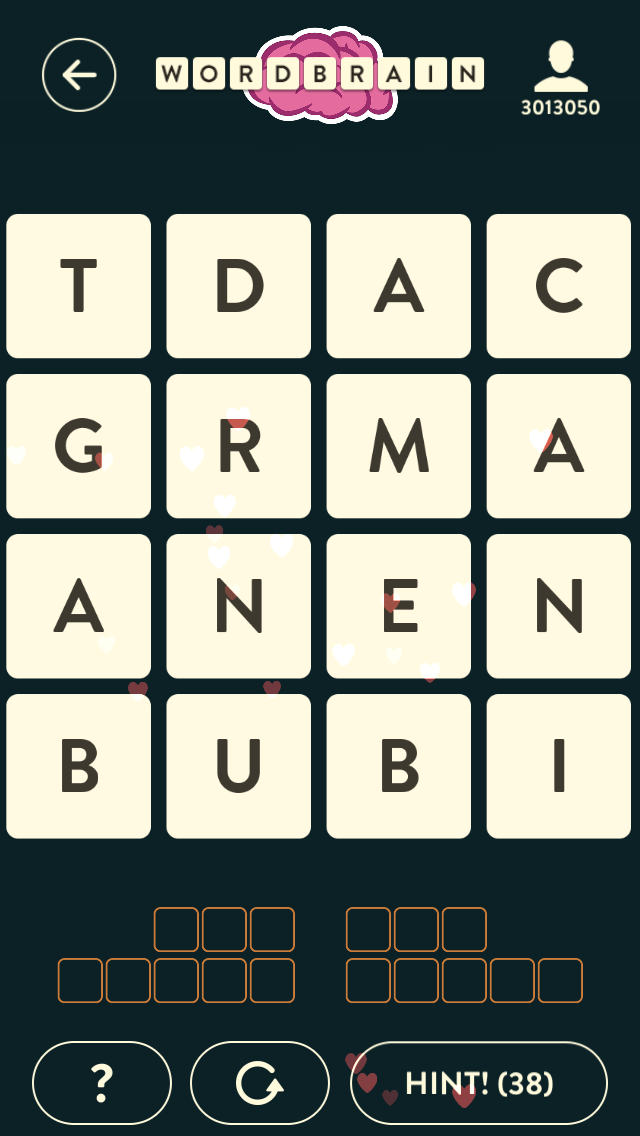 WORDBRAIN
3013050
T D A C
G R M A
A N E N
B U B I
? HINT! (38)